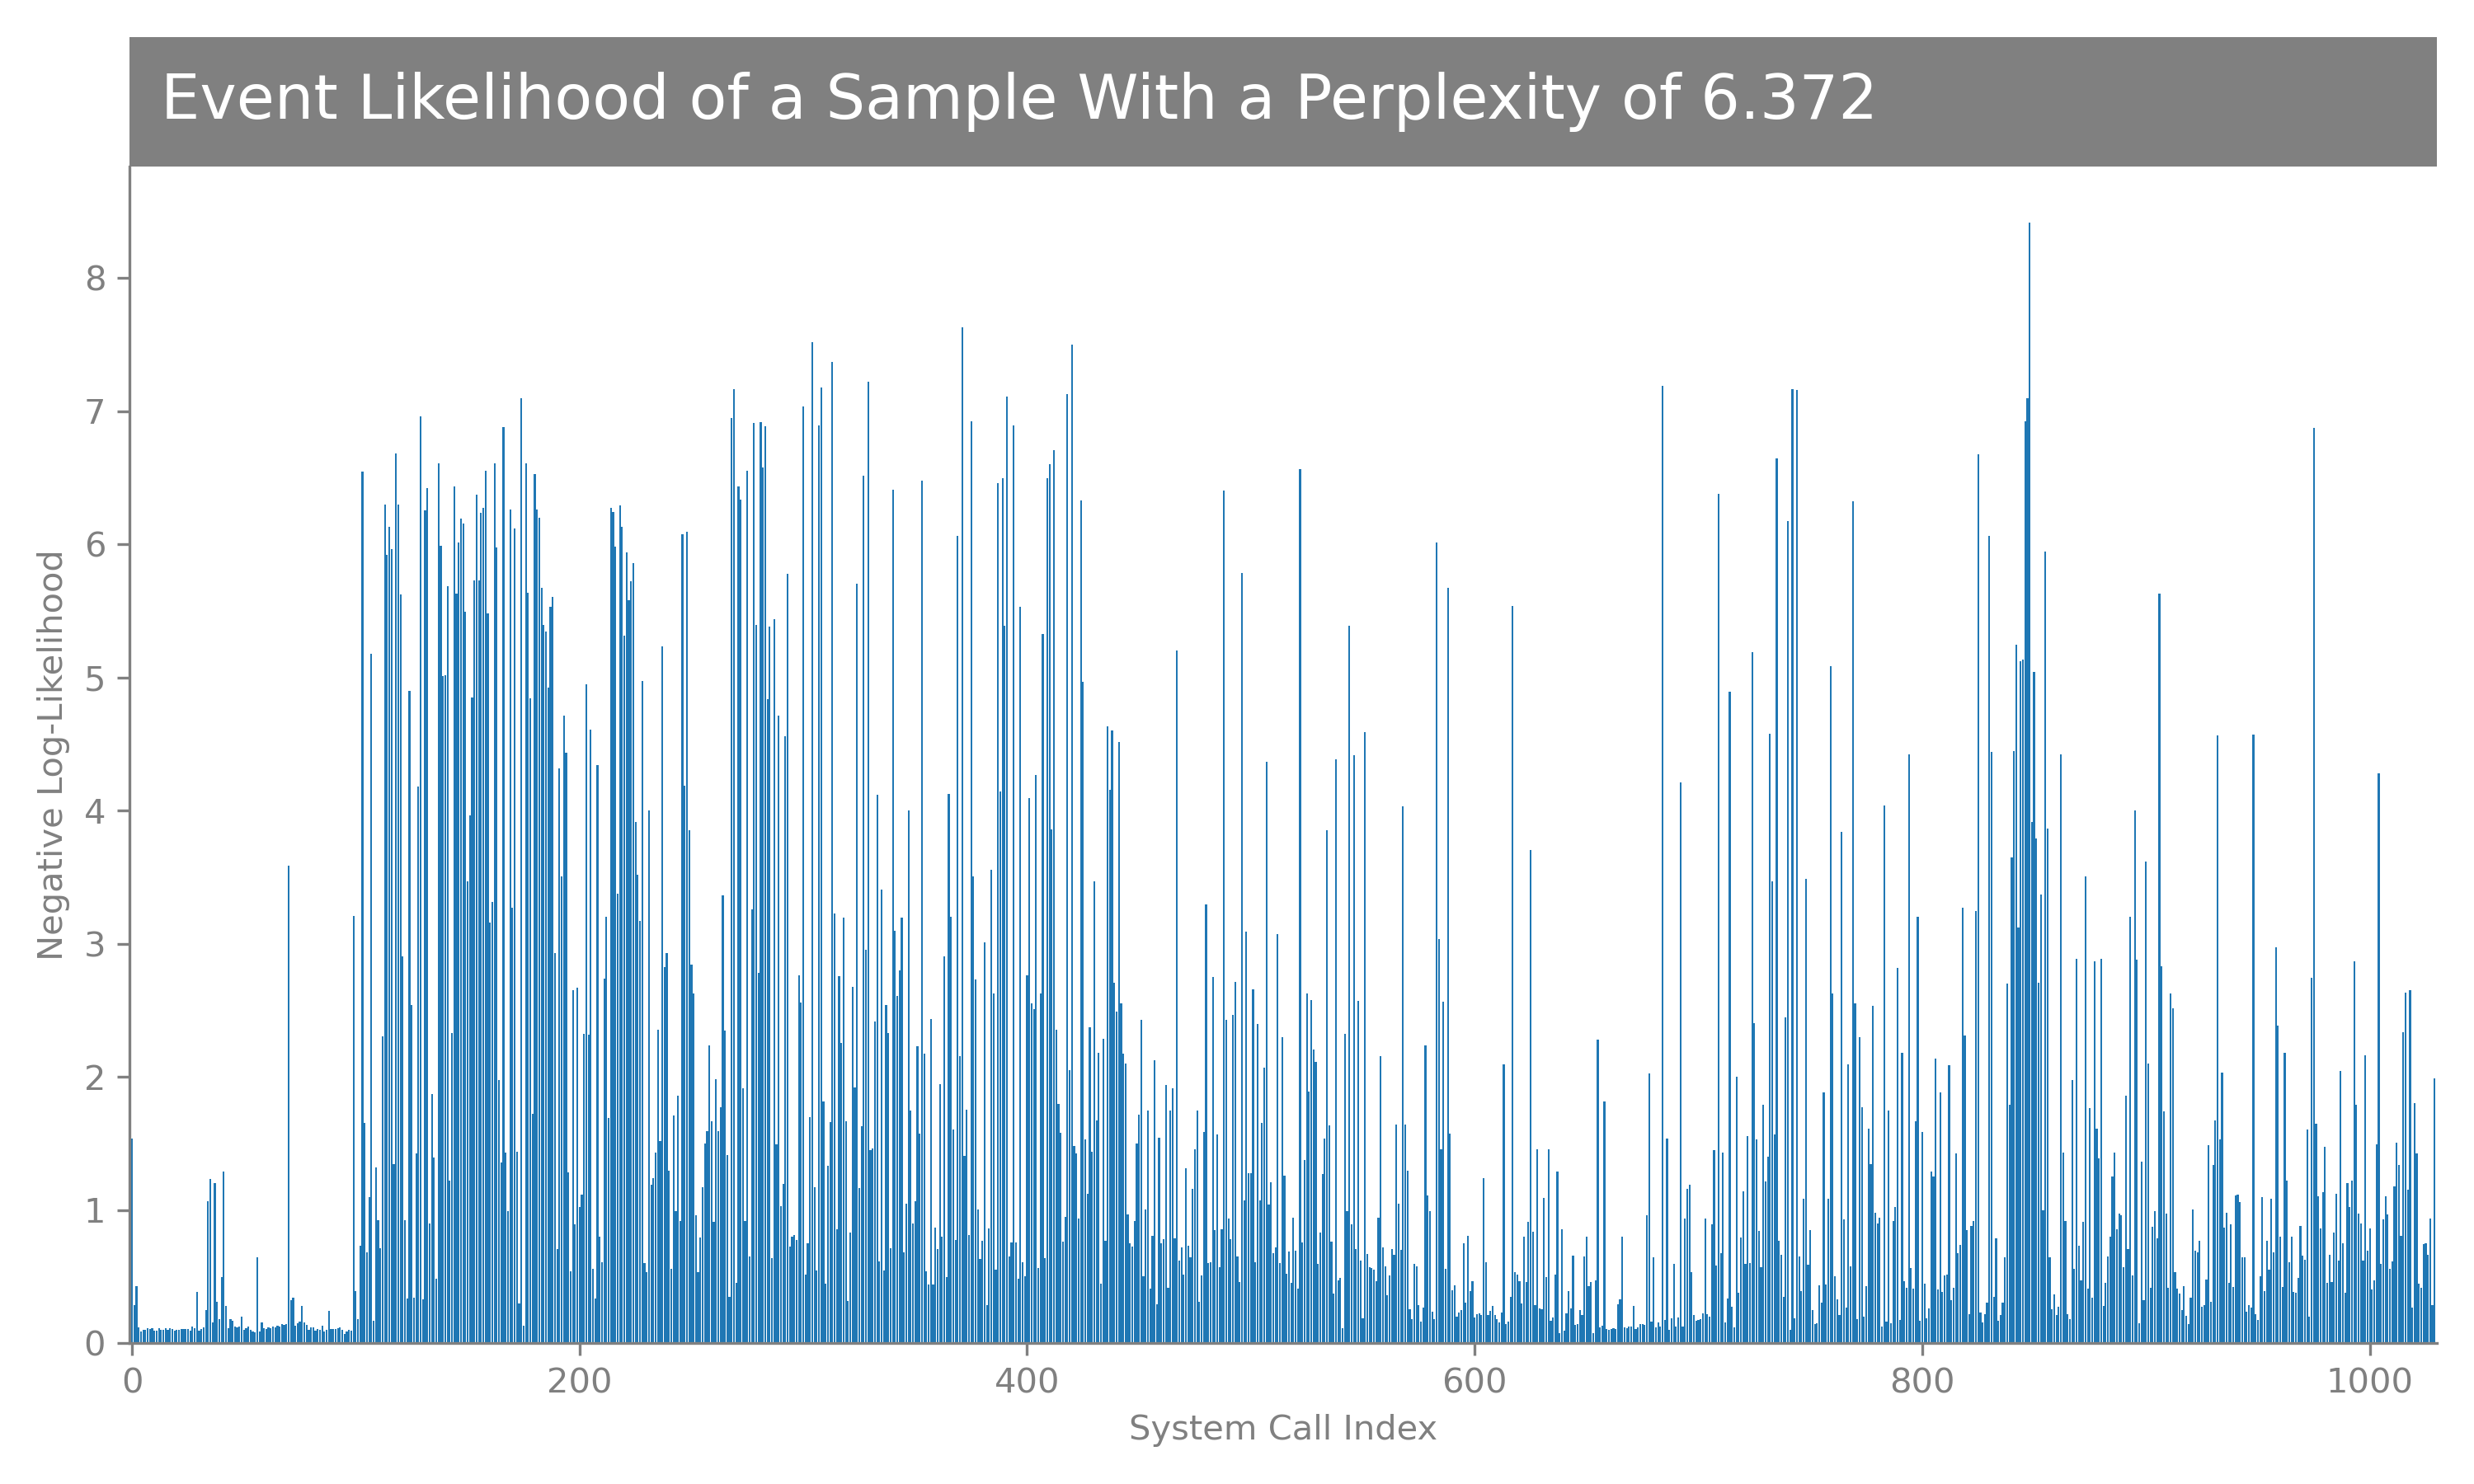 Event Likelihood of a Sample With a Perplexity of 6.372
8
7
6
5
4
3
2
1
0
Negative Log-Likelihood
0 200 400 600 800 1000
System Call Index